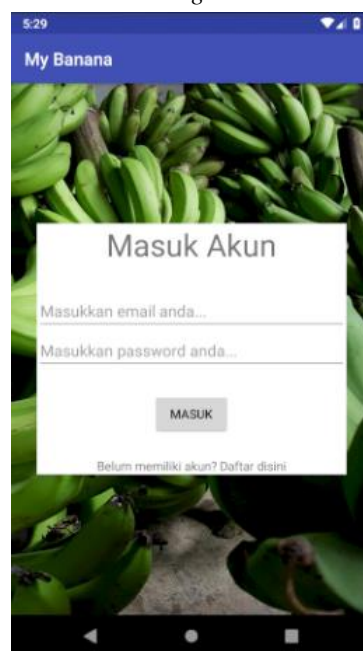 5:29
My Banana
Masuk Akun
Masukkan email anda...
Masukkan password anda...
MASUK
Belum memiliki akun? Daftar disini